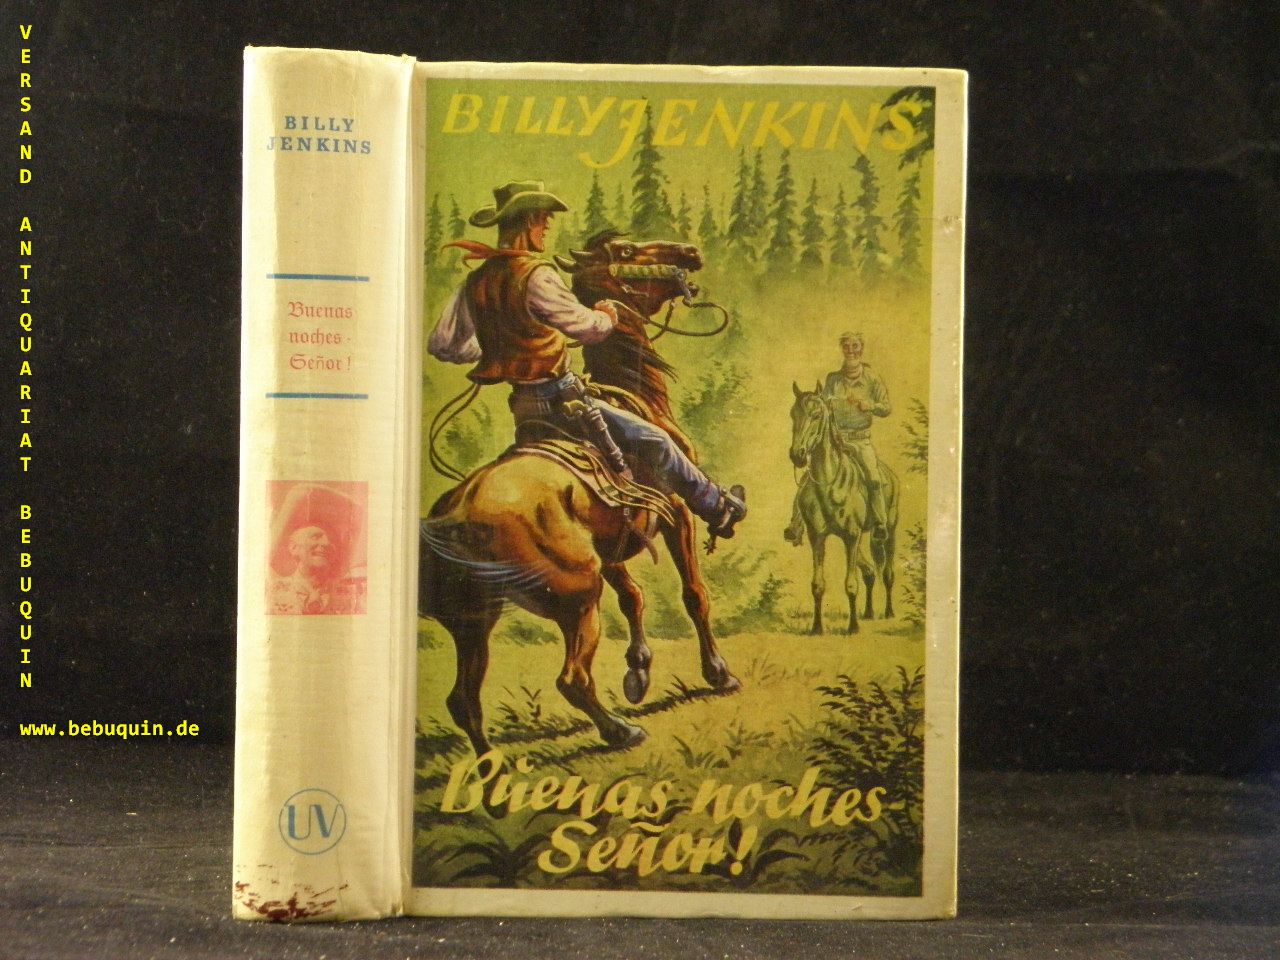 VERSAND ANTIQUARIAT BEBUQUIN
www.bebuquin.de
BILLY
JENKINS
Buenas
noches -
Señor!
UV
BILLY JENKINS
Buenas noches -
Señor!